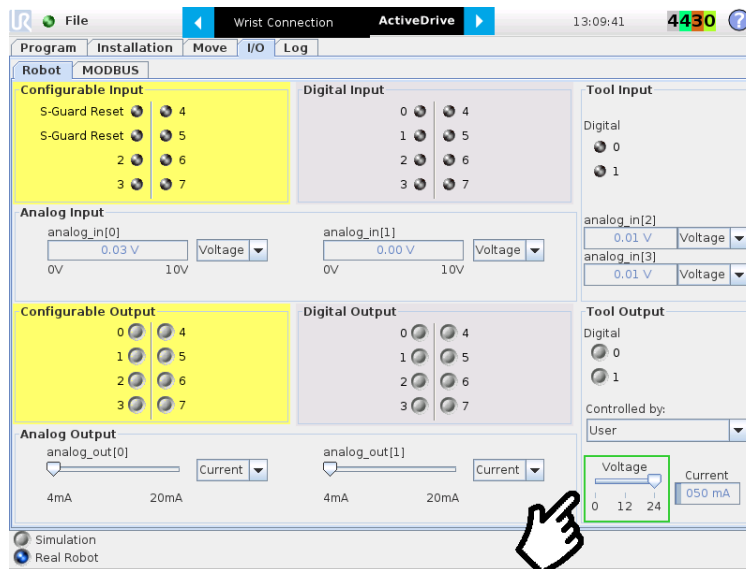 File Wrist Connection ActiveDrive 13:09:41 4430 ?
Program Installation Move I/O Log
Robot MODBUS
Configurable Input
S-Guard Reset 4
S-Guard Reset 5
2 6
3 7
Digital Input
0 4
1 5
2 6
3 7
Tool Input
Digital
0
1
Analog Input
analog_in[0]
0.03 V Voltage
0V 10V
analog_in[1]
0.00 V Voltage
0V 10V
analog_in[2]
0.01 V Voltage
analog_in[3]
0.01 V Voltage
Configurable Output
0 4
1 5
2 6
3 7
Digital Output
0 4
1 5
2 6
3 7
Tool Output
Digital
0
1
Controlled by:
User
Analog Output
analog_out[0]
Current
4mA 20mA
analog_out[1]
Current
4mA 20mA
Voltage
0 12 24
Current
050 mA
Simulation
Real Robot